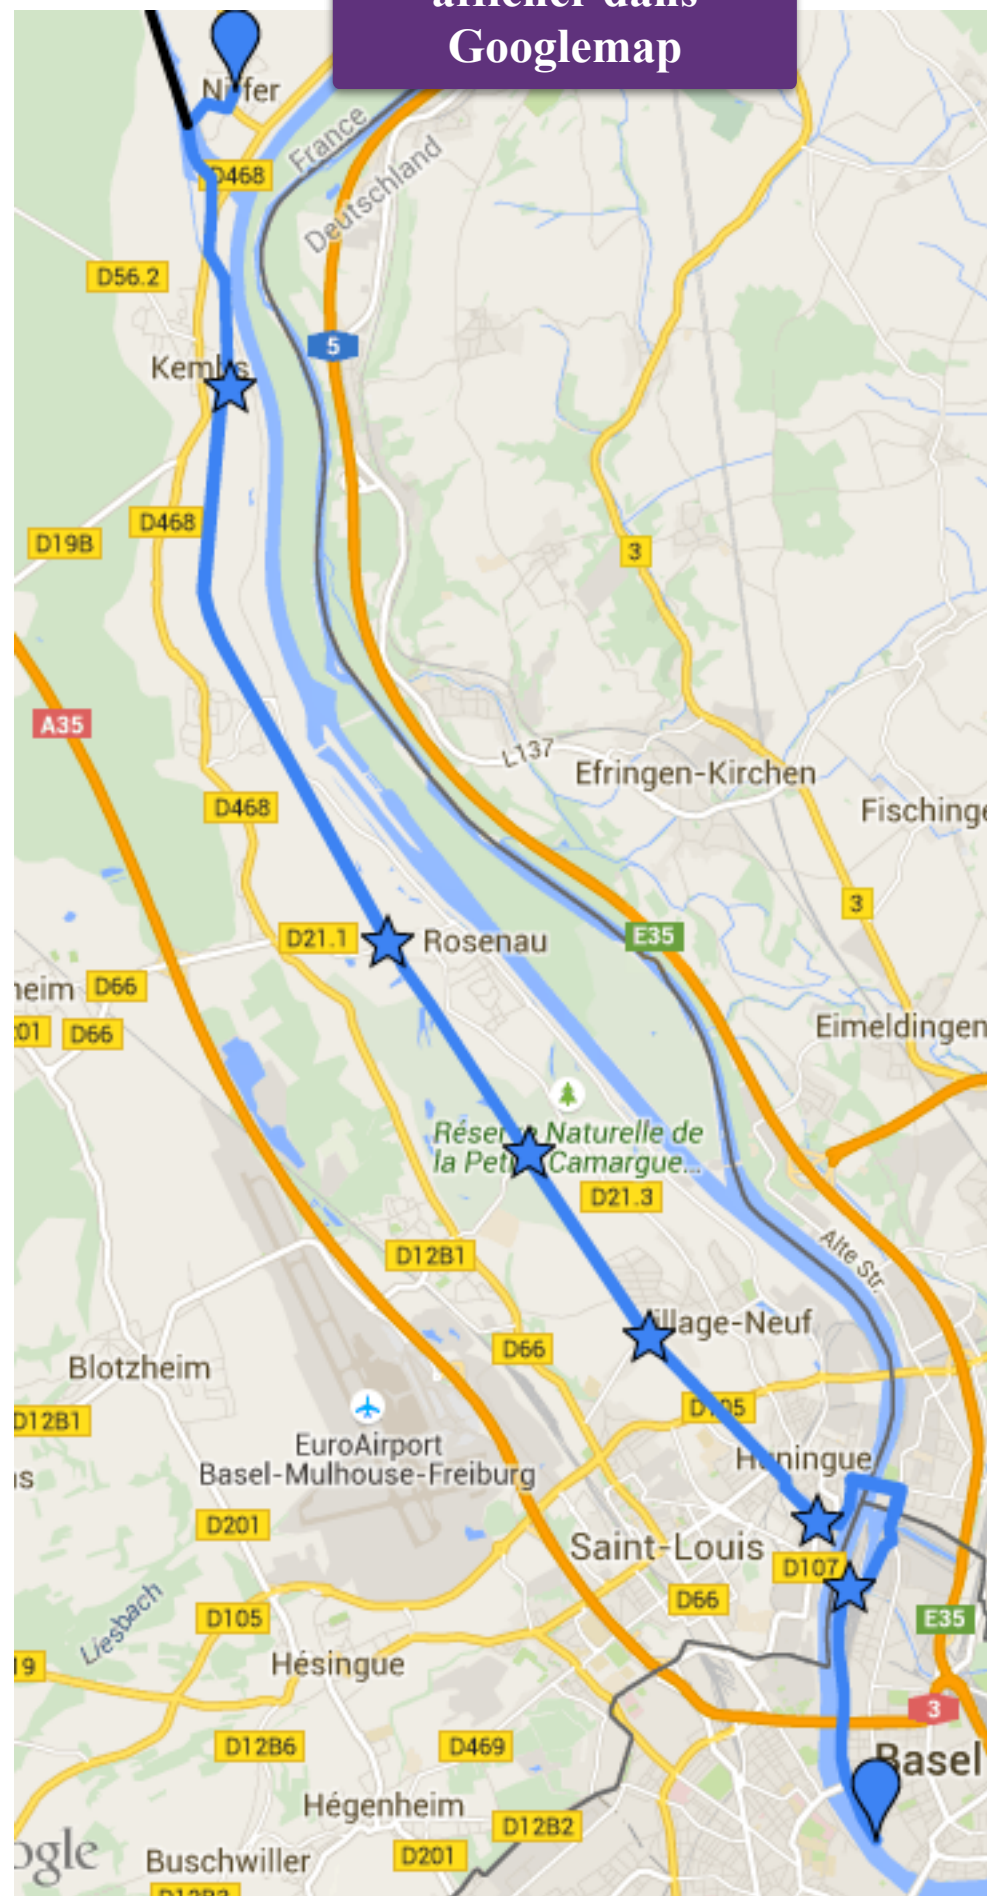 Googlemap
France
D468
Deutschland
D56.2
5
Kembs
D468
D19B
3
A35
L137
Efringen-Kirchen
D468
3
D21.1
Rosenau
E35
D66
D66
Eimeldingen
Réserve Naturelle de
la Petite Camargue...
D21.3
Alte Str.
D12B1
Village-Neuf
D66
Blotzheim
D105
D12B1
EuroAirport
Basel-Mulhouse-Freiburg
Huningue
D201
Saint-Louis
D107
D66
Liesbach
D105
E35
Hésingue
3
D12B6
D469
Basel
Hégenheim
D12B2
D201
Buschwiller